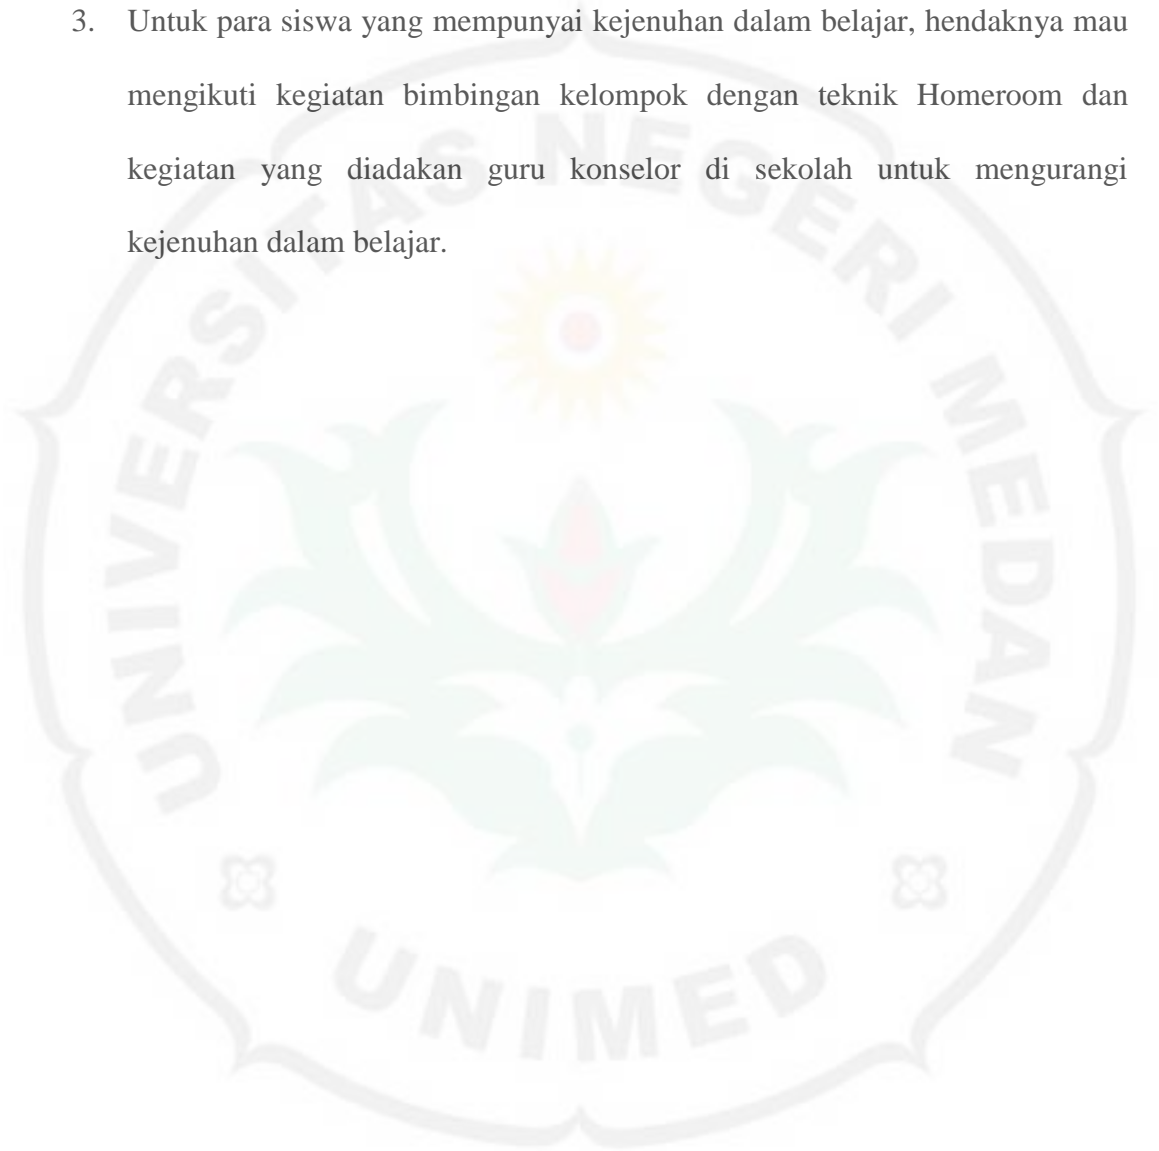 3. Untuk para siswa yang mempunyai kejenuhan dalam belajar, hendaknya mau
mengikuti kegiatan bimbingan kelompok dengan teknik Homeroom dan
kegiatan yang diadakan guru konselor di sekolah untuk mengurangi
kejenuhan dalam belajar.
UNIVERSITAS NEGERI MEDAN
UNIMED